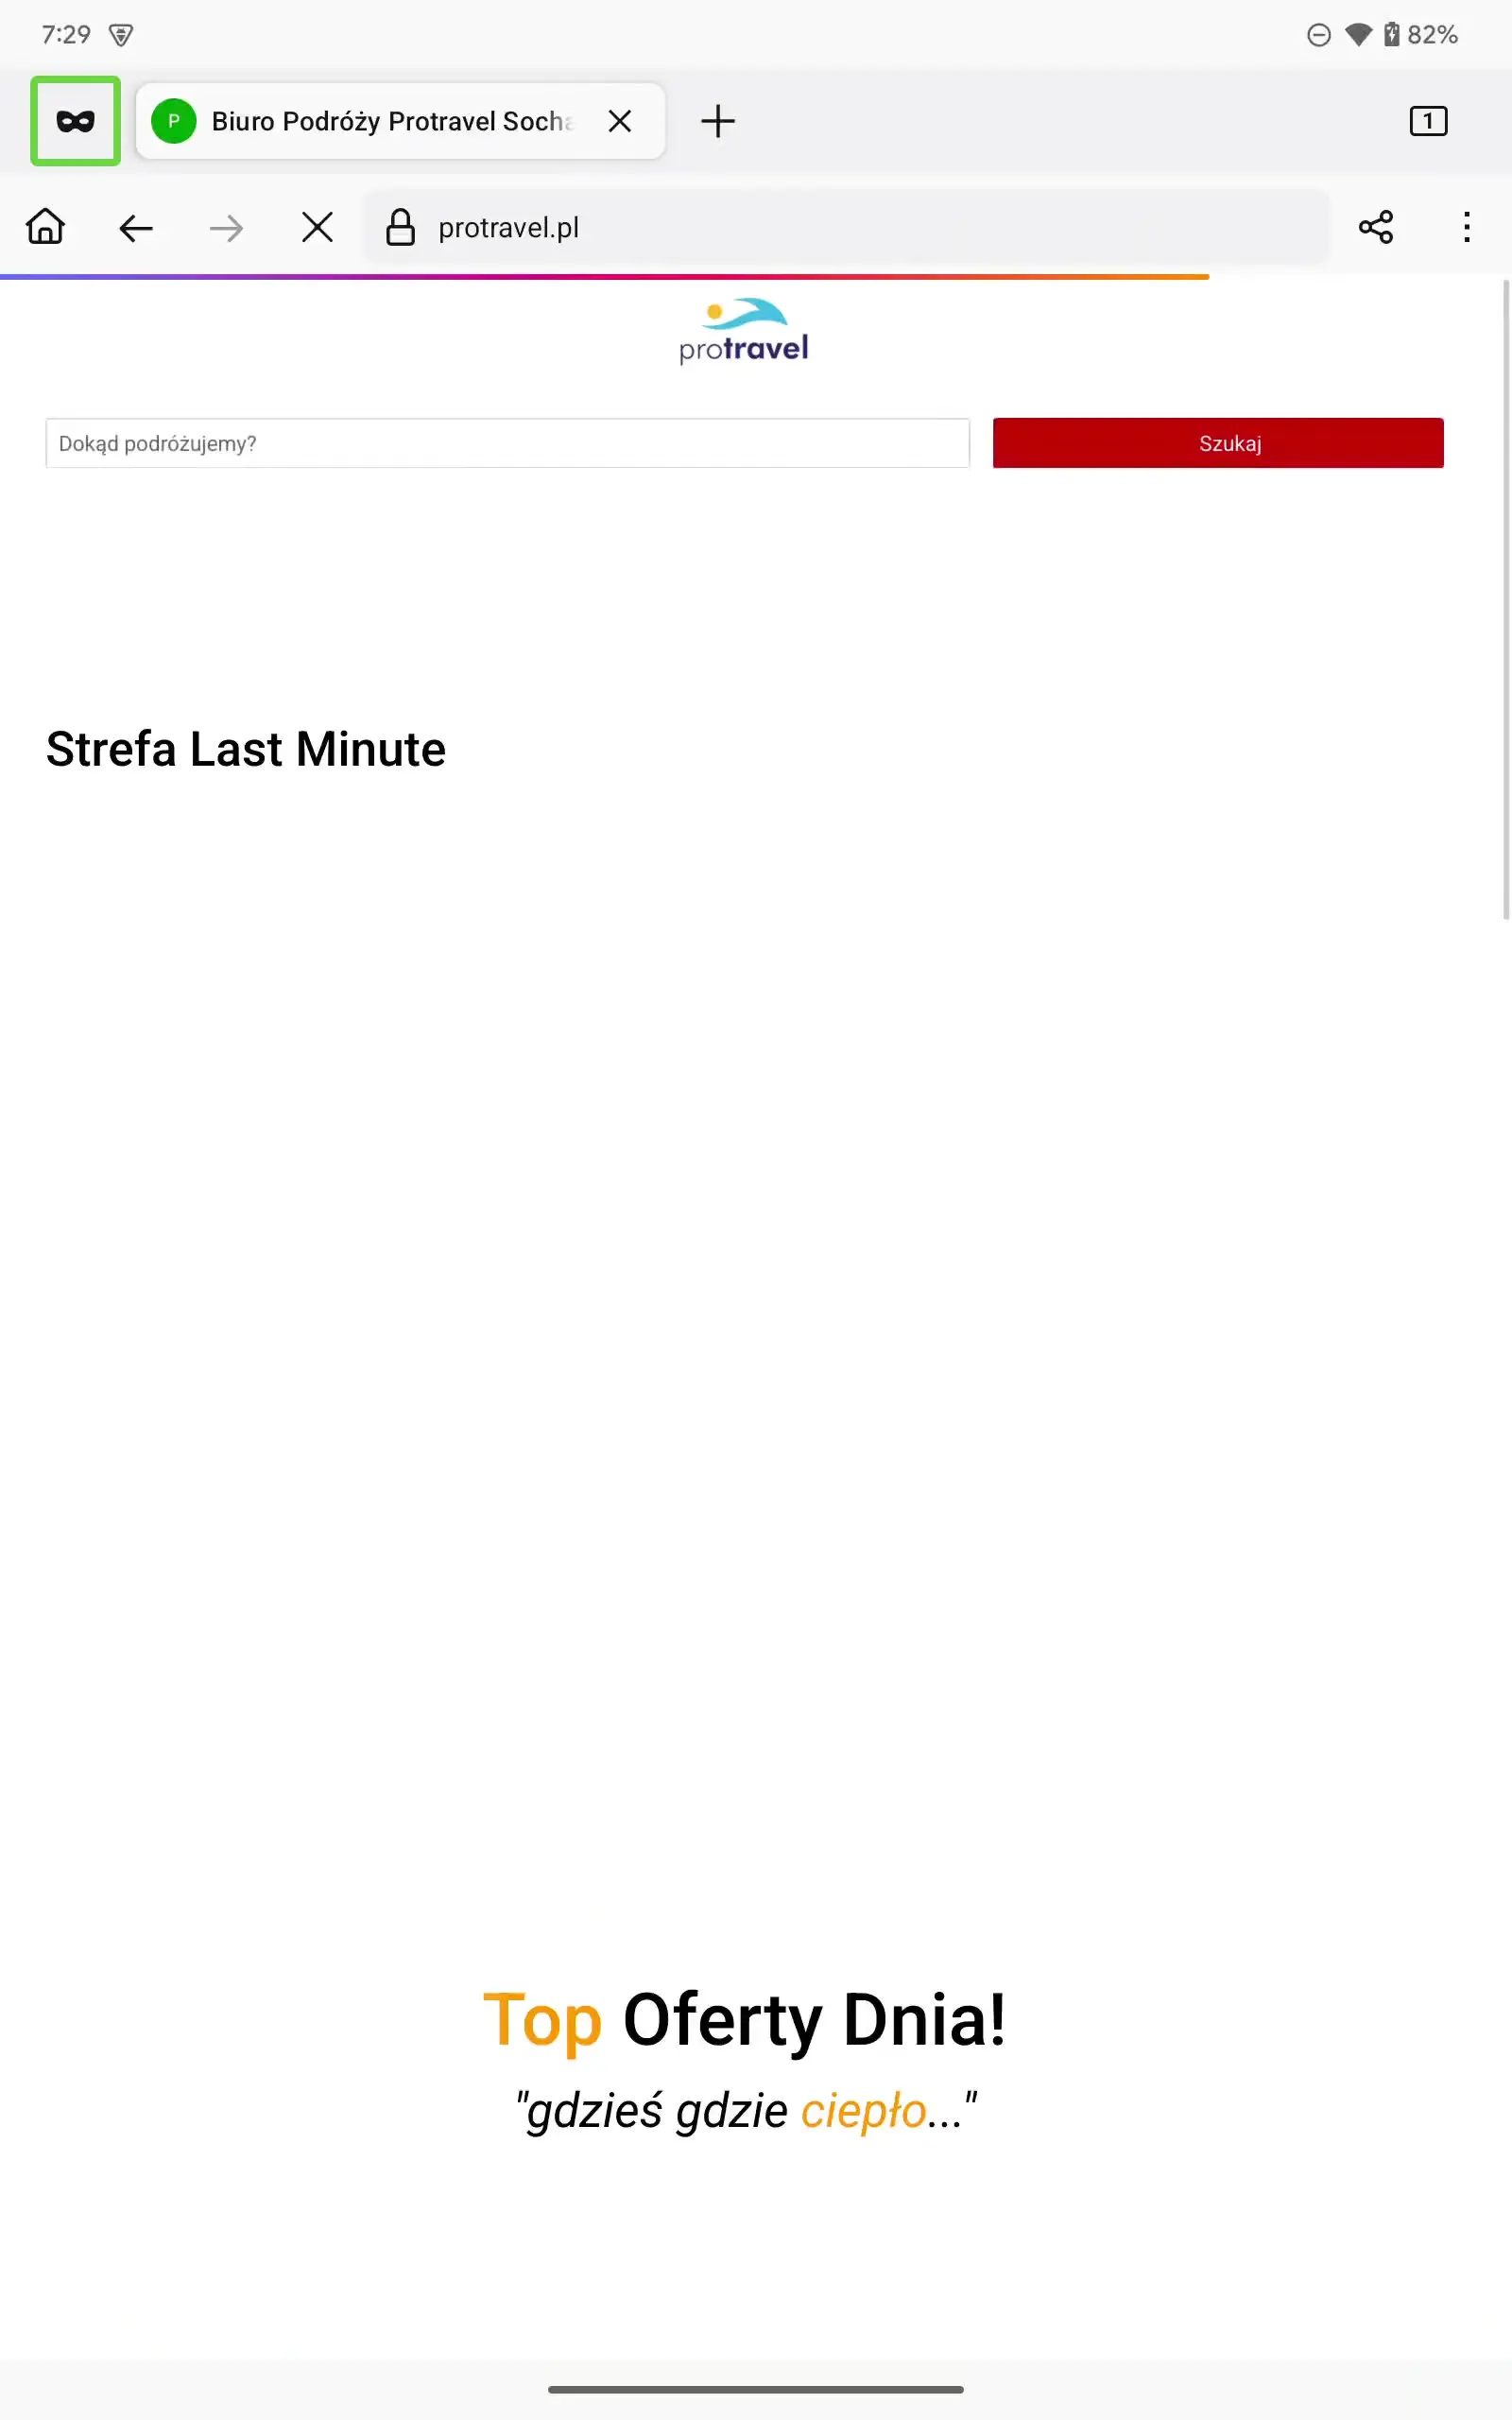 7:29
82%
P
Biuro Podróży Protravel Socha
1
protravel.pl
protravel
Dokąd podróżujemy?
Szukaj
Strefa Last Minute
Top Oferty Dnia!
"gdzieś gdzie ciepło..."